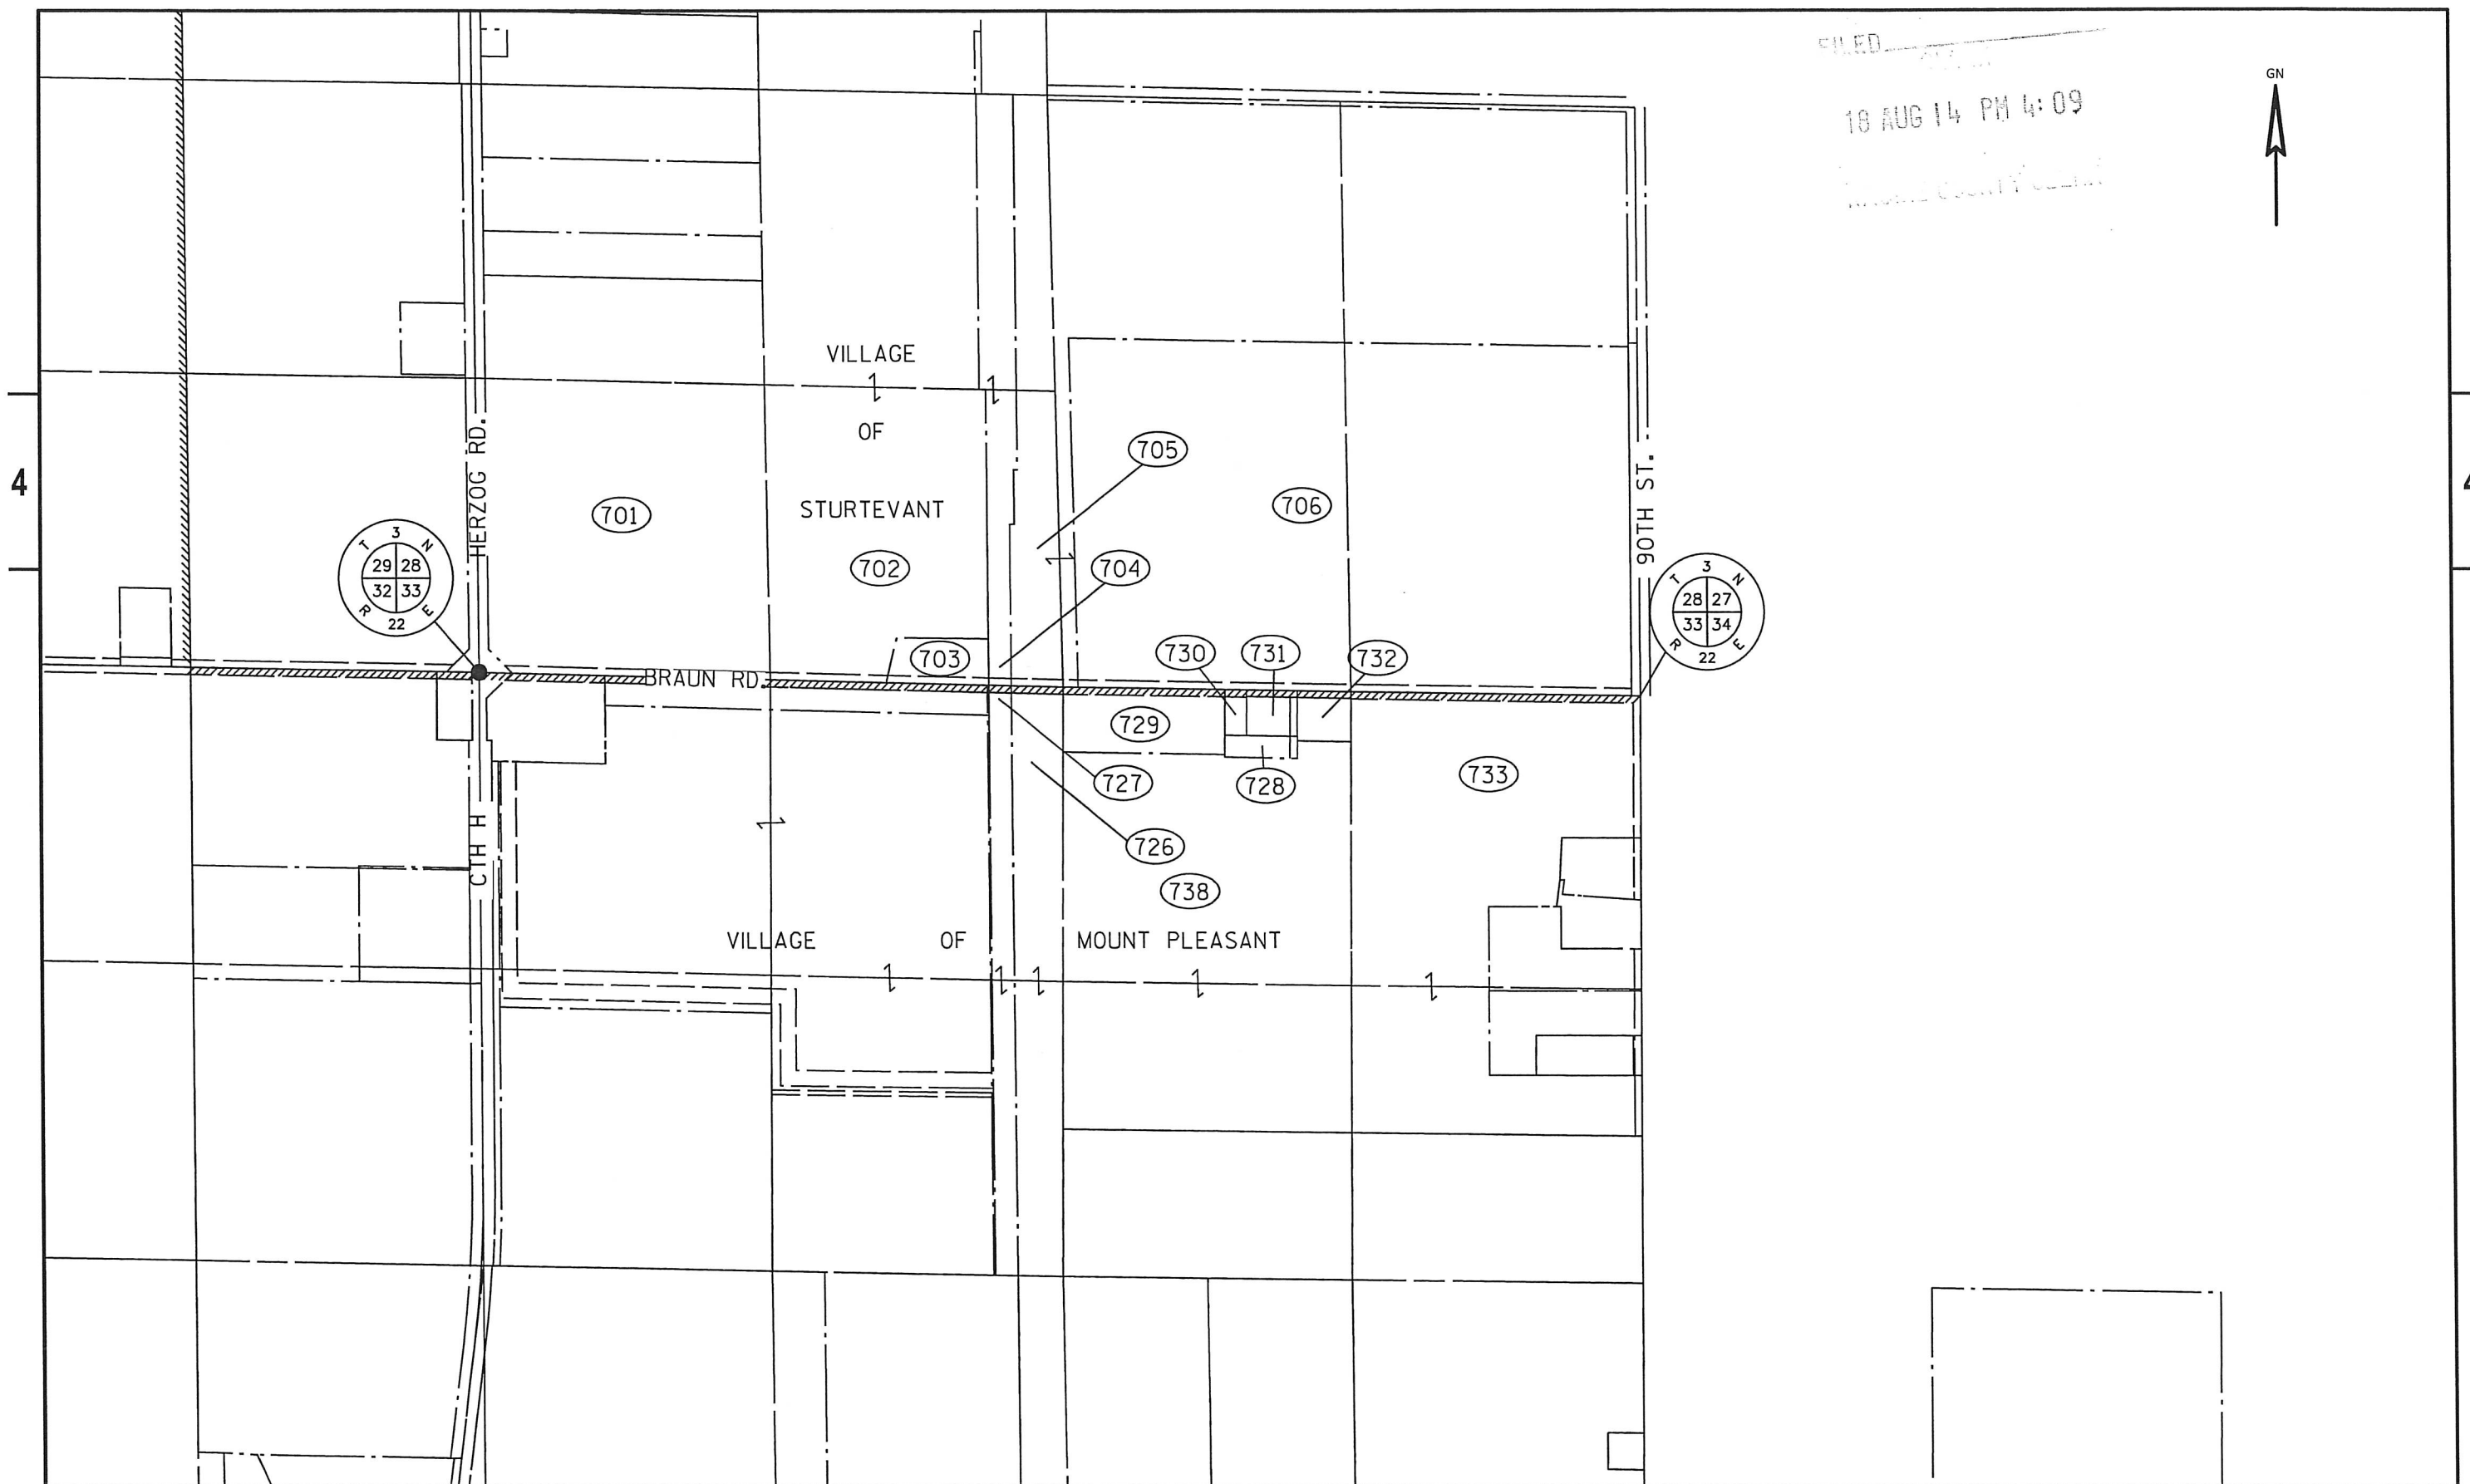 FILED
18 AUG 14 PM 4:09
GN
VILLAGE
OF
STURTEVANT
4
4
HERZOG RD.
90TH ST.
701
702
703
704
705
706
T 3 N
29 28
32 33
R 22 E
T 3 N
28 27
33 34
R 22 E
BRAUN RD.
730
731
732
729
728
727
726
733
738
CTH H
VILLAGE OF MOUNT PLEASANT